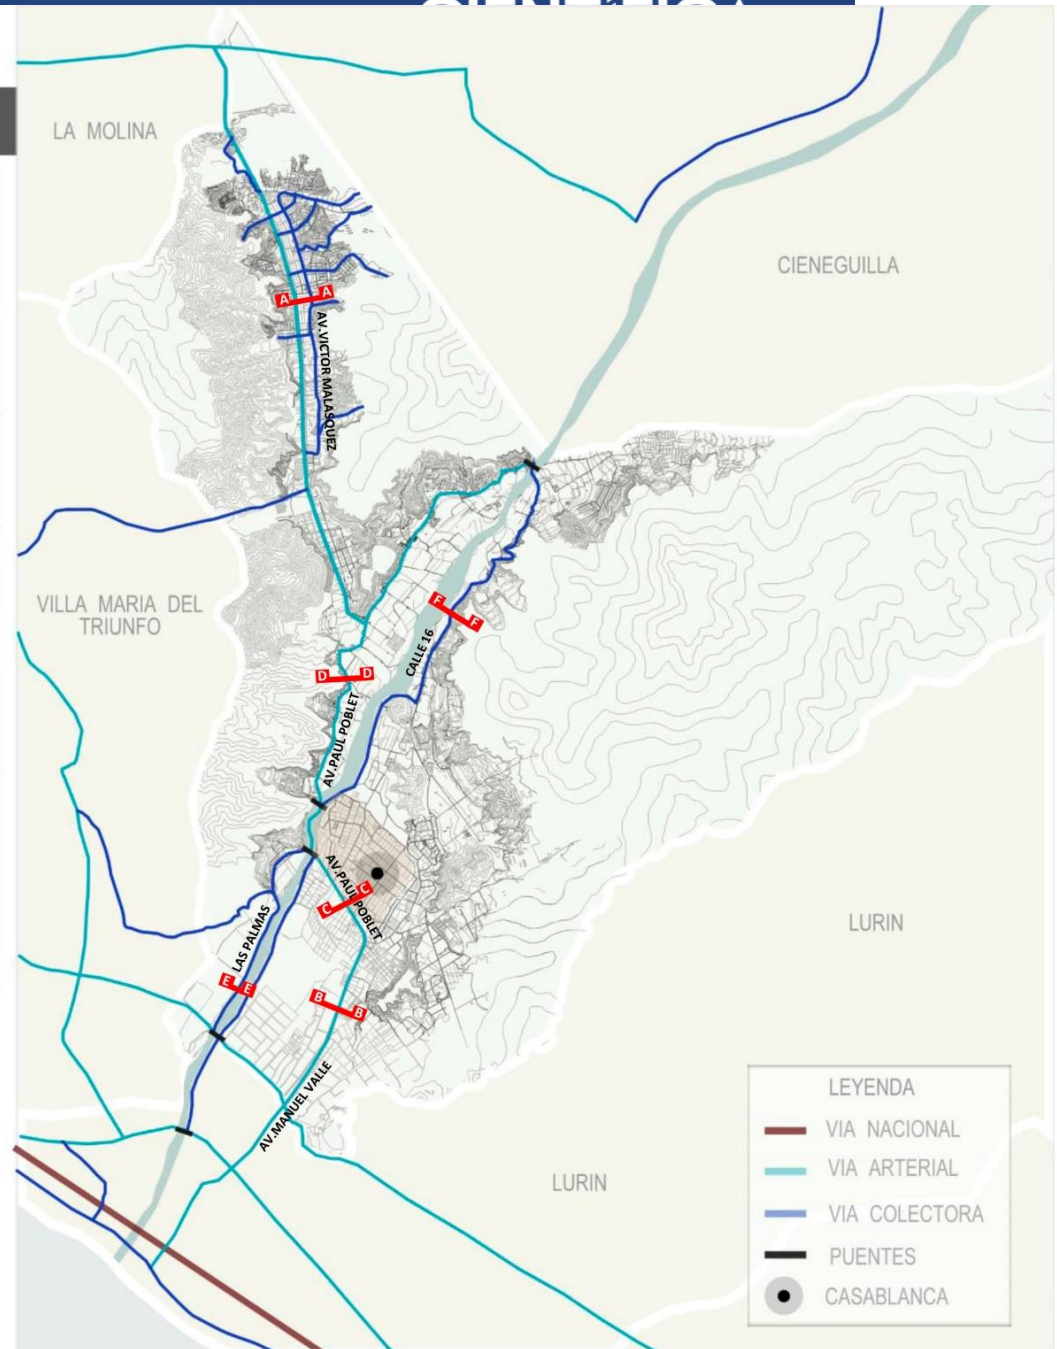 LA MOLINA
CIENEGUILLA
A A
AV.VICTOR MALASQUEZ
VILLA MARIA DEL
TRIUNFO
F F
CALLE 16
D D
AV.PAUL POBLET
AV.PAUL POBLET
C C
LAS PALMAS
LURIN
E E
B B
AV.MANUEL VALLE
LURIN
LEYENDA
VIA NACIONAL
VIA ARTERIAL
VIA COLECTORA
PUENTES
CASABLANCA